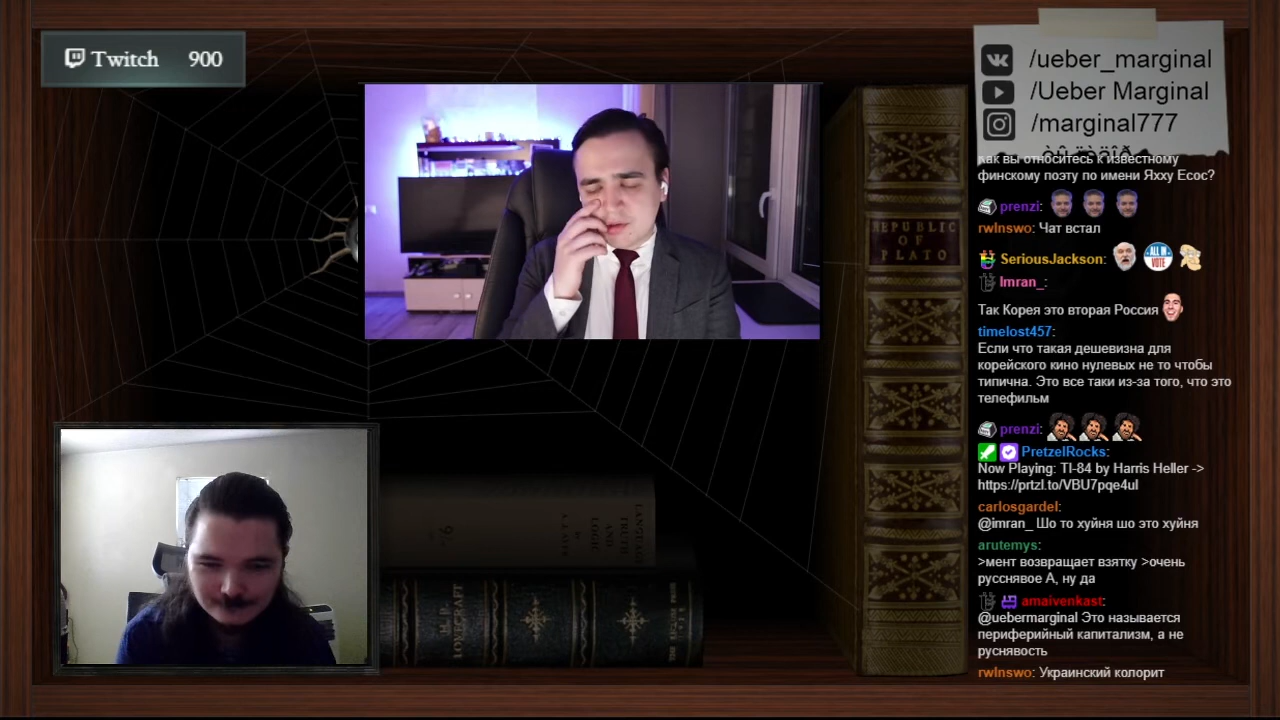 Twitch 900
/ueber_marginal
/Ueber Marginal
/marginal777
как вы относитесь к известному
финскому поэту по имени Яхху Есос?
prenzi:
rwlnswo: Чат встал
SeriousJackson:
ALL IN
VOTE
Imran_:
Так Корея это вторая Россия
timelost457:
Если что такая дешевизна для
корейского кино нулевых не то чтобы
типична. Это все таки из-за того, что это
телефильм
prenzi:
PretzelRocks:
Now Playing: TI-84 by Harris Heller ->
https://prtzl.to/VBU7pqe4ul
carlosgardel:
@imran_ Шо то хуйня шо это хуйня
arutemys:
>мент возвращает взятку >очень
русснявое А, ну да
amaivenkast:
@uebermarginal Это называется
периферийный капитализм, а не
руснявость
rwlnswo: Украинский колорит
REPUBLIC
OF
PLATO
LANGUAGE
TRUTH
AND
LOGIC
H.P.
LOVECRAFT